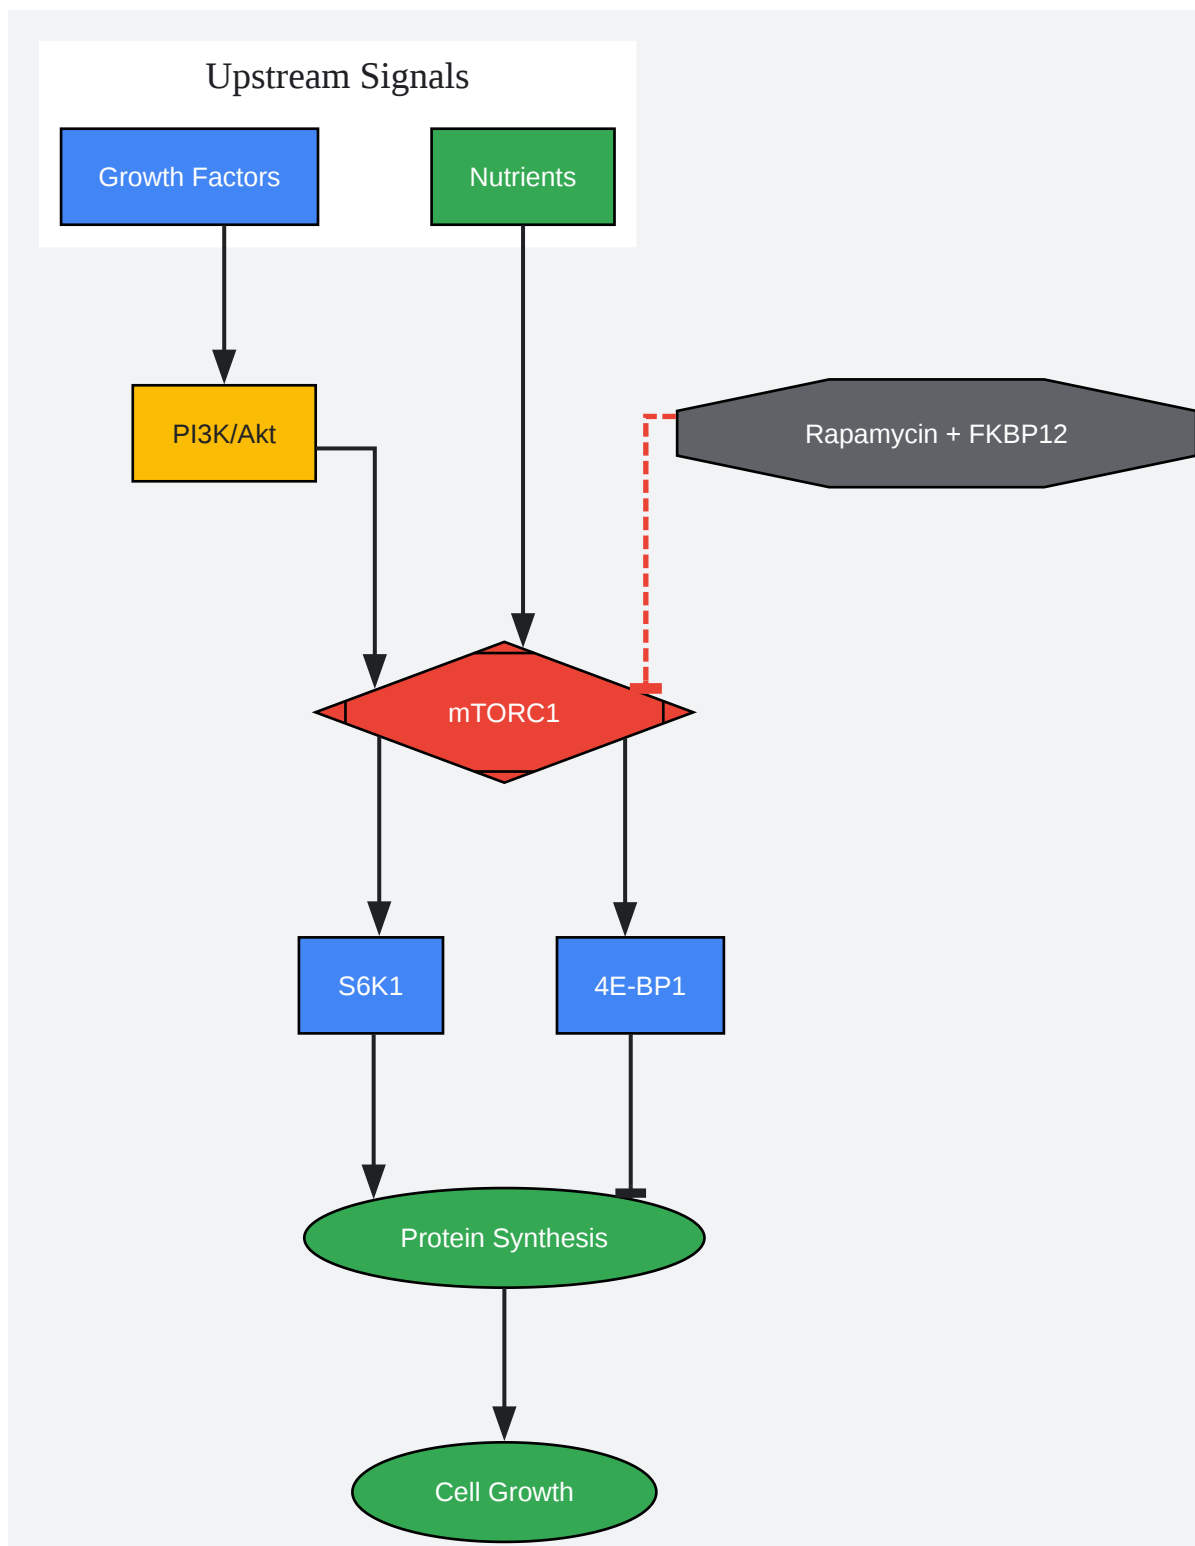 Upstream Signals
Growth Factors
Nutrients
PI3K/Akt
Rapamycin + FKBP12
mTORC1
S6K1
4E-BP1
Protein Synthesis
Cell Growth